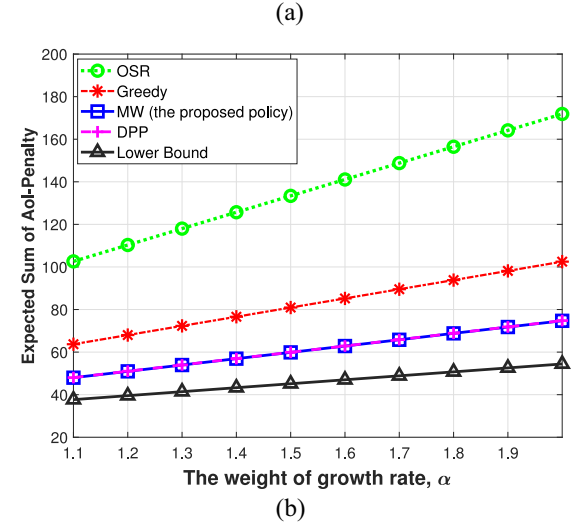 (a)
200
180
160
140
120
100
80
60
40
20
Expected Sum of AoI-Penalty
OSR
Greedy
MW (the proposed policy)
DPP
Lower Bound
1.1 1.2 1.3 1.4 1.5 1.6 1.7 1.8 1.9
The weight of growth rate, α
(b)